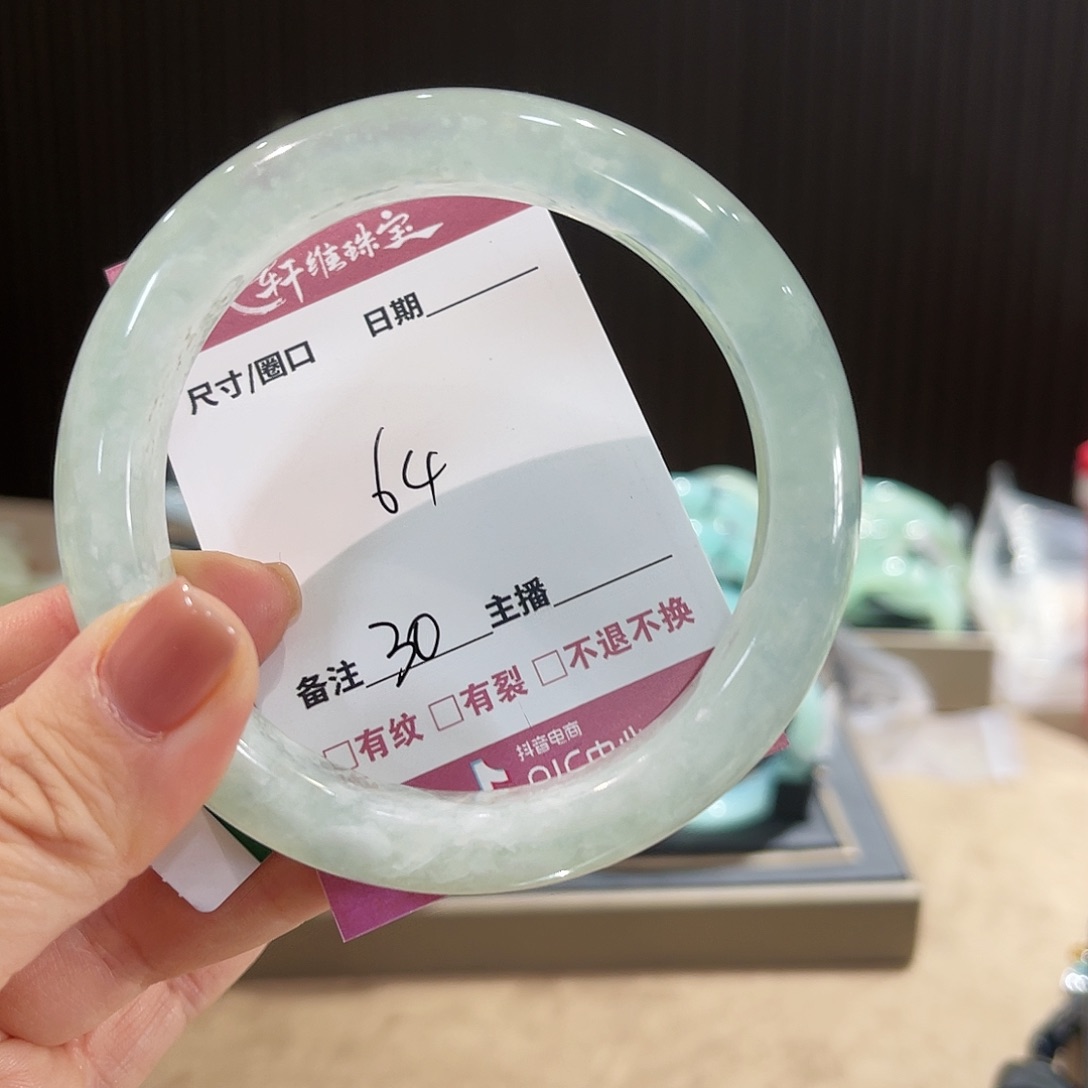 轩维珠宝
尺寸/圈口 日期
64
备注 30 主播
□有纹 □有裂 □不退不换
抖音电商